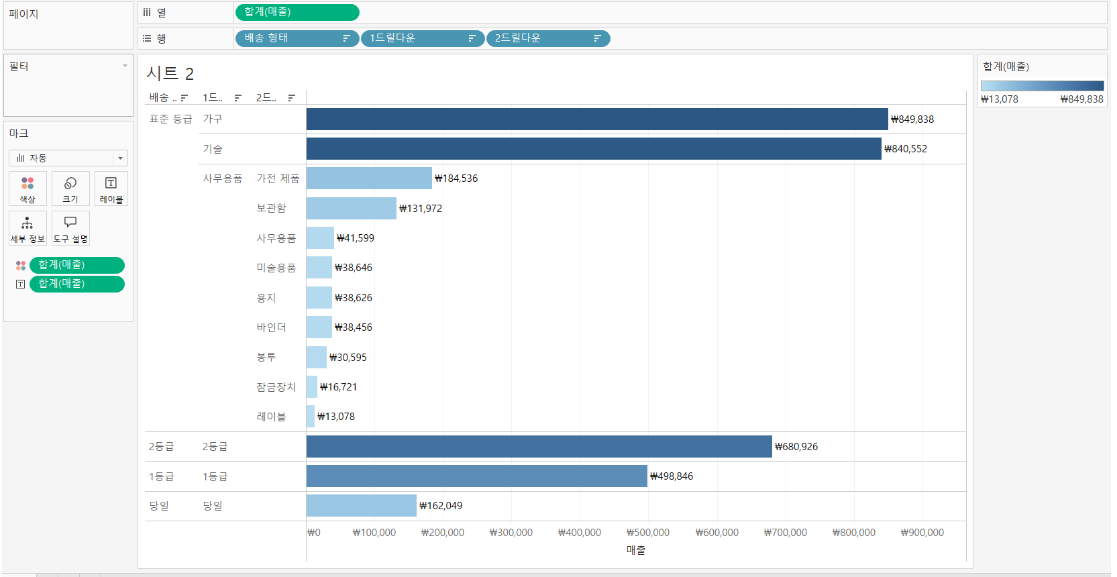 페이지
열
합계(매출)
행
배송 형태
1드릴다운
2드릴다운
필터
마크
자동
색상
크기
레이블
세부 정보
도구 설명
합계(매출)
합계(매출)
시트 2
배송 ..
1드..
2드..
표준 등급
가구
₩849,838
기술
₩840,552
사무용품
가전 제품
₩184,536
보관함
₩131,972
사무용품
₩41,599
미술용품
₩38,646
용지
₩38,626
바인더
₩38,456
봉투
₩30,595
잠금장치
₩16,721
레이블
₩13,078
2등급
2등급
₩680,926
1등급
1등급
₩498,846
당일
당일
₩162,049
₩0
₩100,000
₩200,000
₩300,000
₩400,000
₩500,000
₩600,000
₩700,000
₩800,000
₩900,000
매출
합계(매출)
₩13,078
₩849,838